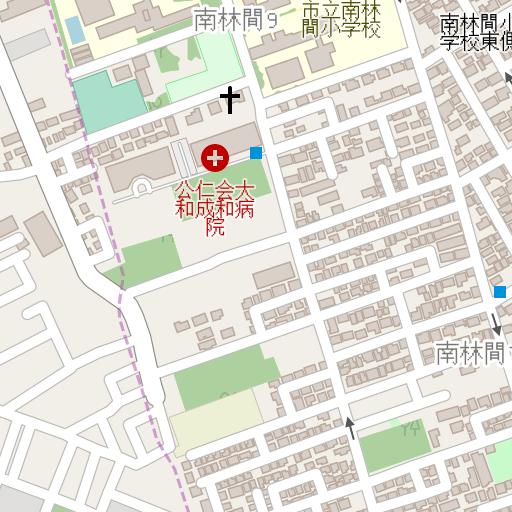 南林間9
市立南林
間小学校
南林間小
学校東側
公仁会大
和成和病
院
南林間